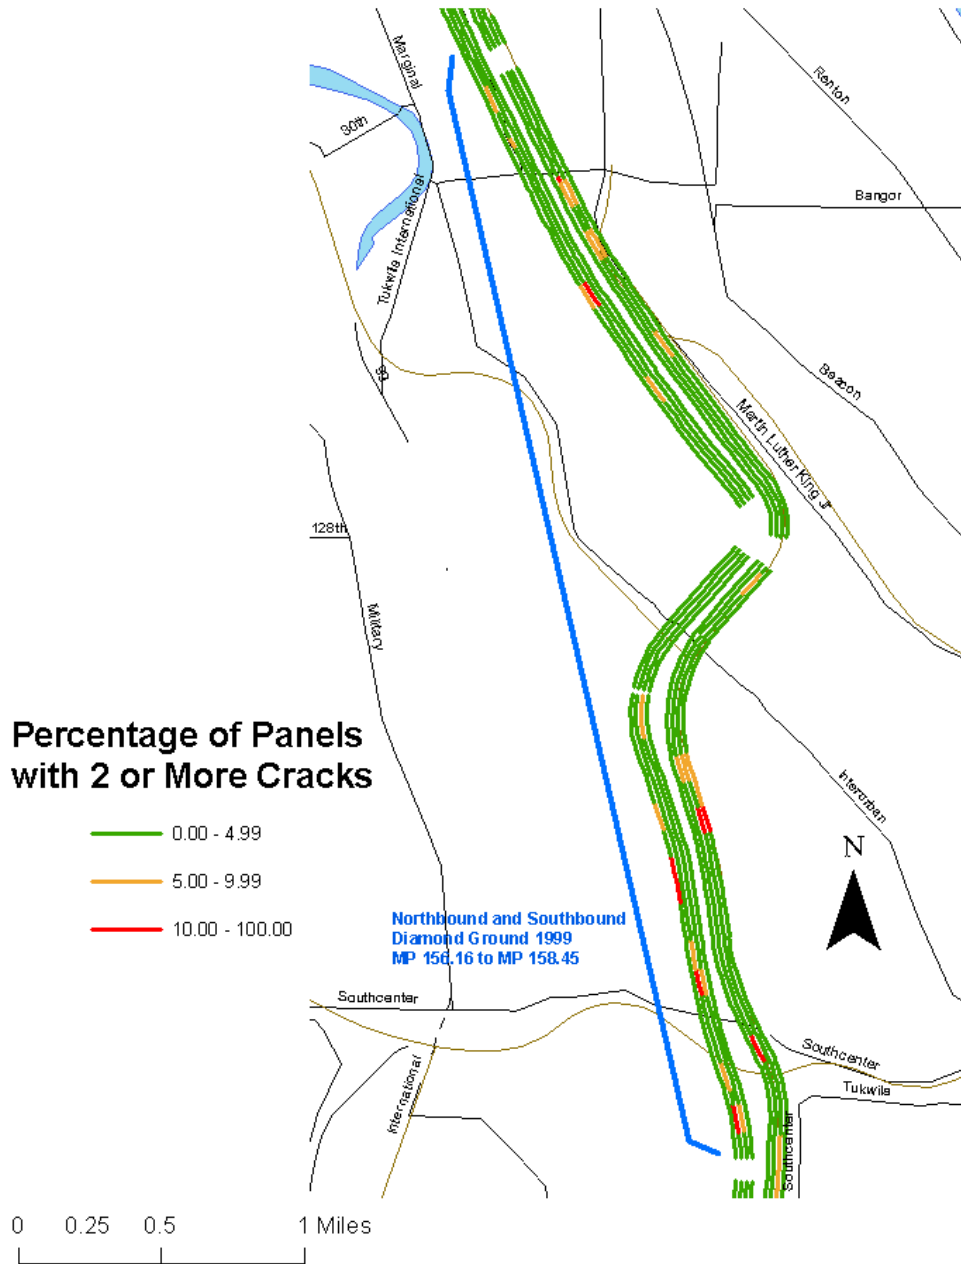 Marginal
Renton
30th
Bangor
Tukwila International
99
Beacon
Martin Luther King Jr
128th
Military
Percentage of Panels
with 2 or More Cracks
Interurban
0.00 - 4.99
N
5.00 - 9.99
10.00 - 100.00
Northbound and Southbound
Diamond Ground 1999
MP 156.16 to MP 158.45
Southcenter
Southcenter
Tukwila
International
Southcenter
0 0.25 0.5 1 Miles